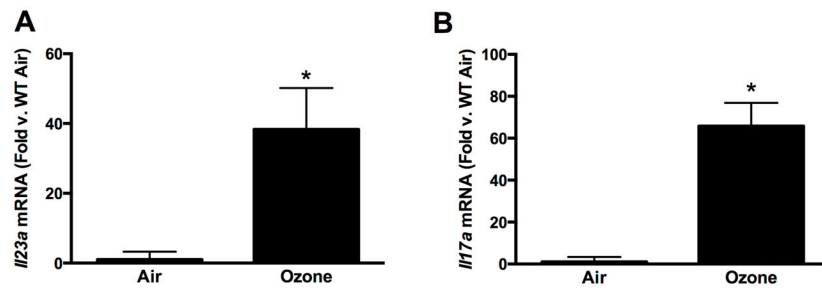 A
Il23a mRNA (Fold v. WT Air)
60
40
20
0
*
Air Ozone
B
Il17a mRNA (Fold v. WT Air)
100
80
60
40
20
0
*
Air Ozone